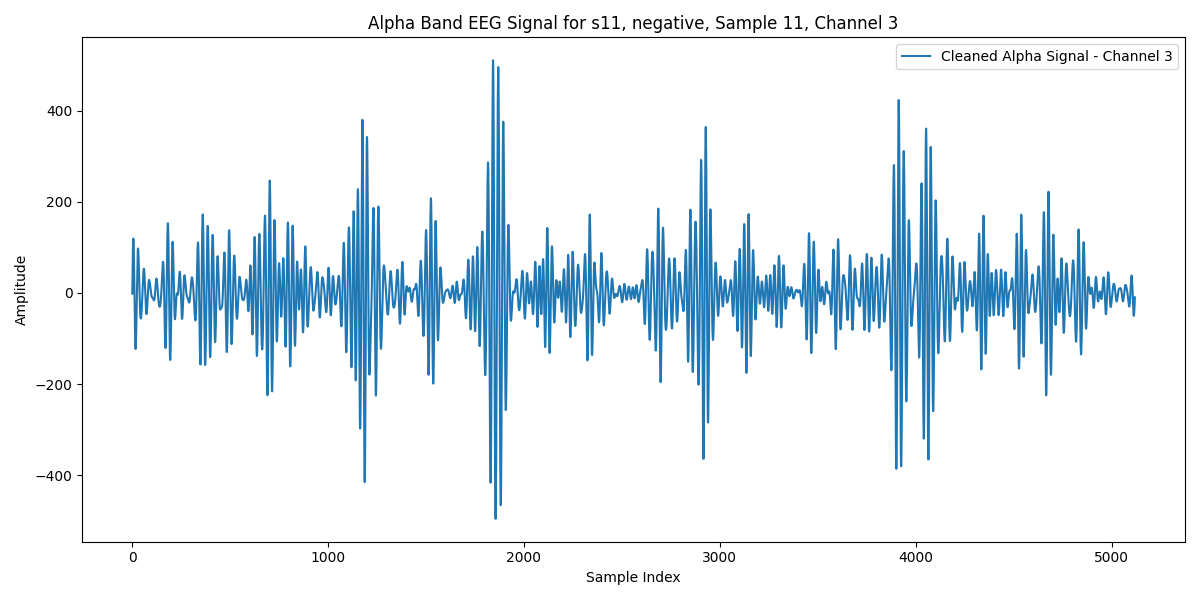 Alpha Band EEG Signal for s11, negative, Sample 11, Channel 3
Cleaned Alpha Signal - Channel 3
Amplitude
400
200
0
−200
−400
0 1000 2000 3000 4000 5000
Sample Index